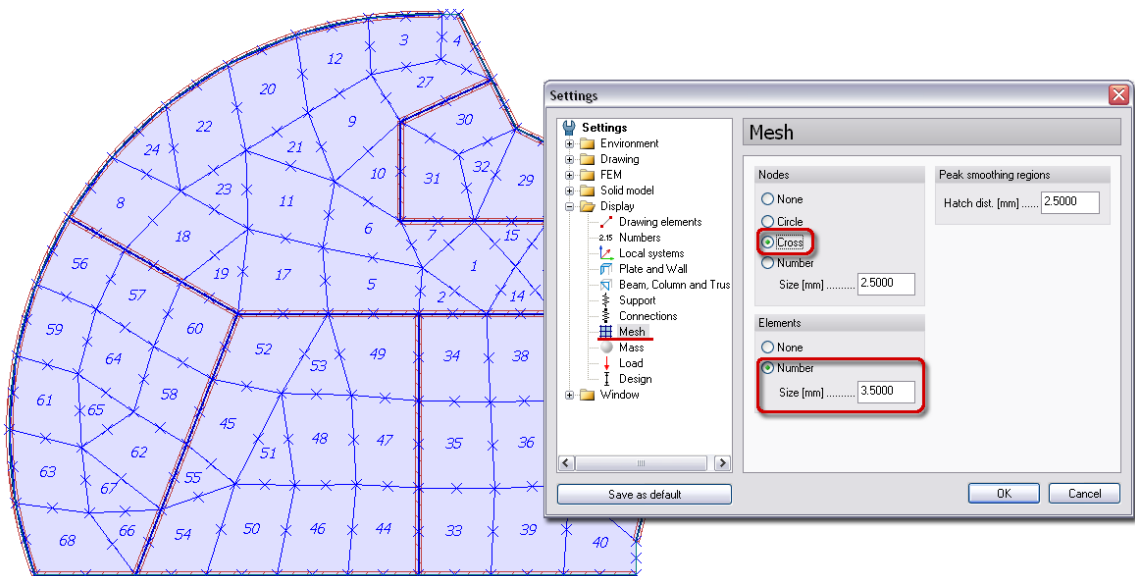 3
4
12
20
27
22
9
30
21
24
10
32
31
29
23
8
11
6
18
7
15
19
17
1
5
2
14
56
57
59
60
52
53
49
34
38
64
58
61
65
45
51
48
47
35
36
62
55
63
67
66
68
54
50
46
44
33
39
40
Settings
Settings
Environment
Drawing
FEM
Solid model
Display
Drawing elements
2.15 Numbers
Local systems
Plate and Wall
Beam, Column and Trus
Support
Connections
Mesh
Mass
Load
Design
Window
Save as default
Mesh
Nodes
None
Circle
Cross
Number
Size [mm] .......... 2.5000
Peak smoothing regions
Hatch dist. [mm] ...... 2.5000
Elements
None
Number
Size [mm] .......... 3.5000
OK
Cancel